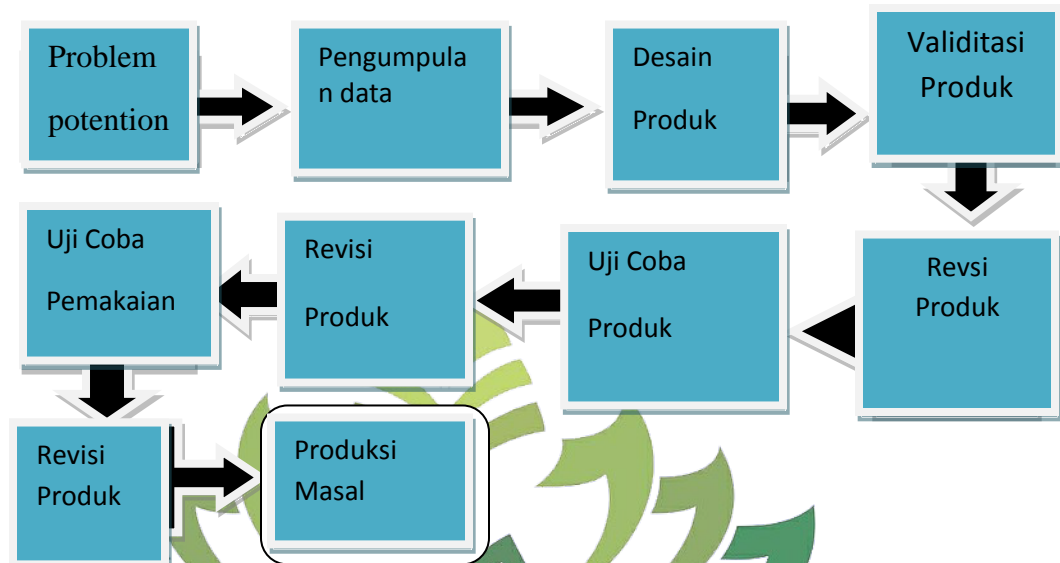 Problem
potention
Pengumpula
n data
Desain
Produk
Validitasi
Produk
Revsi
Produk
Uji Coba
Produk
Revisi
Produk
Uji Coba
Pemakaian
Revisi
Produk
Produksi
Masal